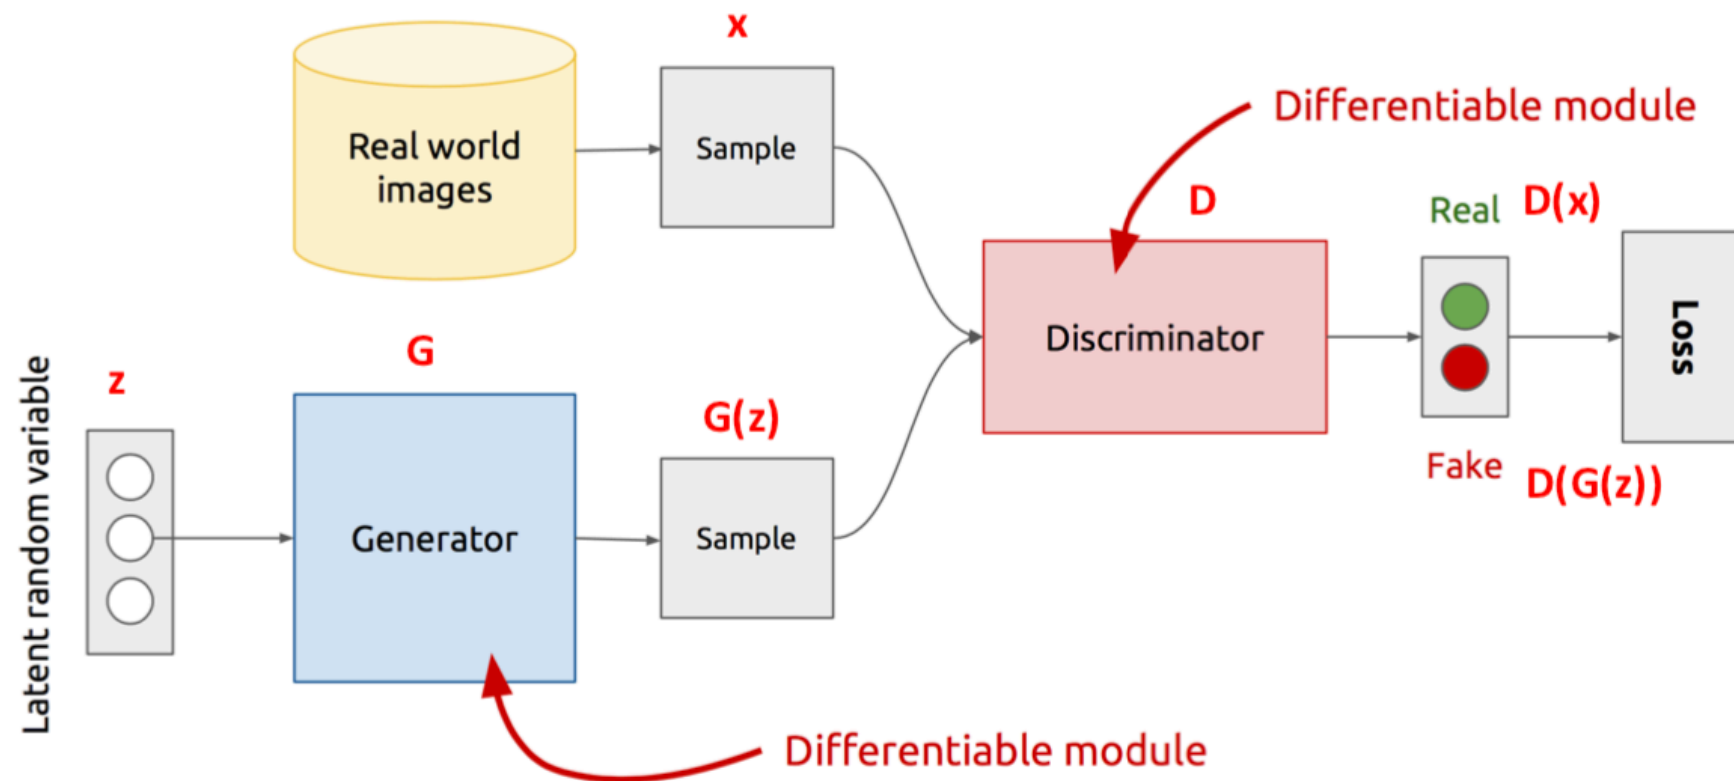 x
Real world
images
Sample
Differentiable module
D
Real
D(x)
Discriminator
Loss
Latent random variable
z
G
Generator
G(z)
Sample
Fake
D(G(z))
Differentiable module